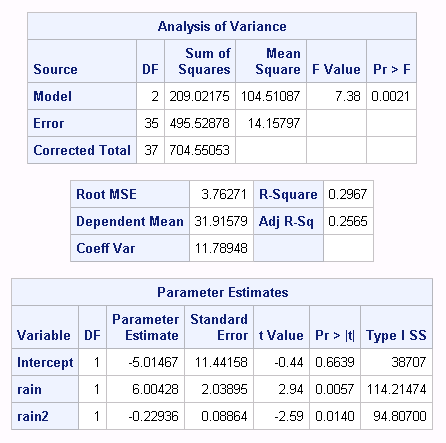 Analysis of Variance
Source DF Sum of Squares Mean Square F Value Pr > F
Model 2 209.02175 104.51087 7.38 0.0021
Error 35 495.52878 14.15797
Corrected Total 37 704.55053
Root MSE 3.76271 R-Square 0.2967
Dependent Mean 31.91579 Adj R-Sq 0.2565
Coeff Var 11.78948
Parameter Estimates
Variable DF Parameter Estimate Standard Error t Value Pr > |t| Type I SS
Intercept 1 -5.01467 11.44158 -0.44 0.6639 38707
rain 1 6.00428 2.03895 2.94 0.0057 114.21474
rain2 1 -0.22936 0.08864 -2.59 0.0140 94.80700